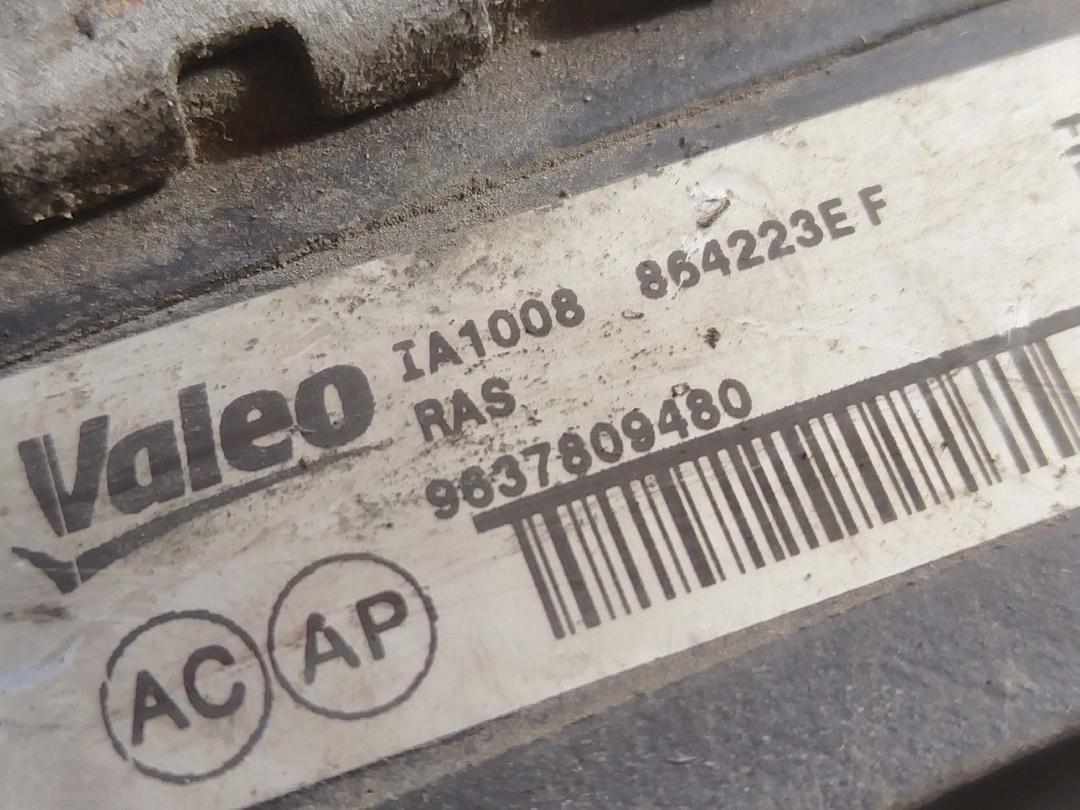 Valeo
IA1008 864223E F
RAS
9637809480
AC AP